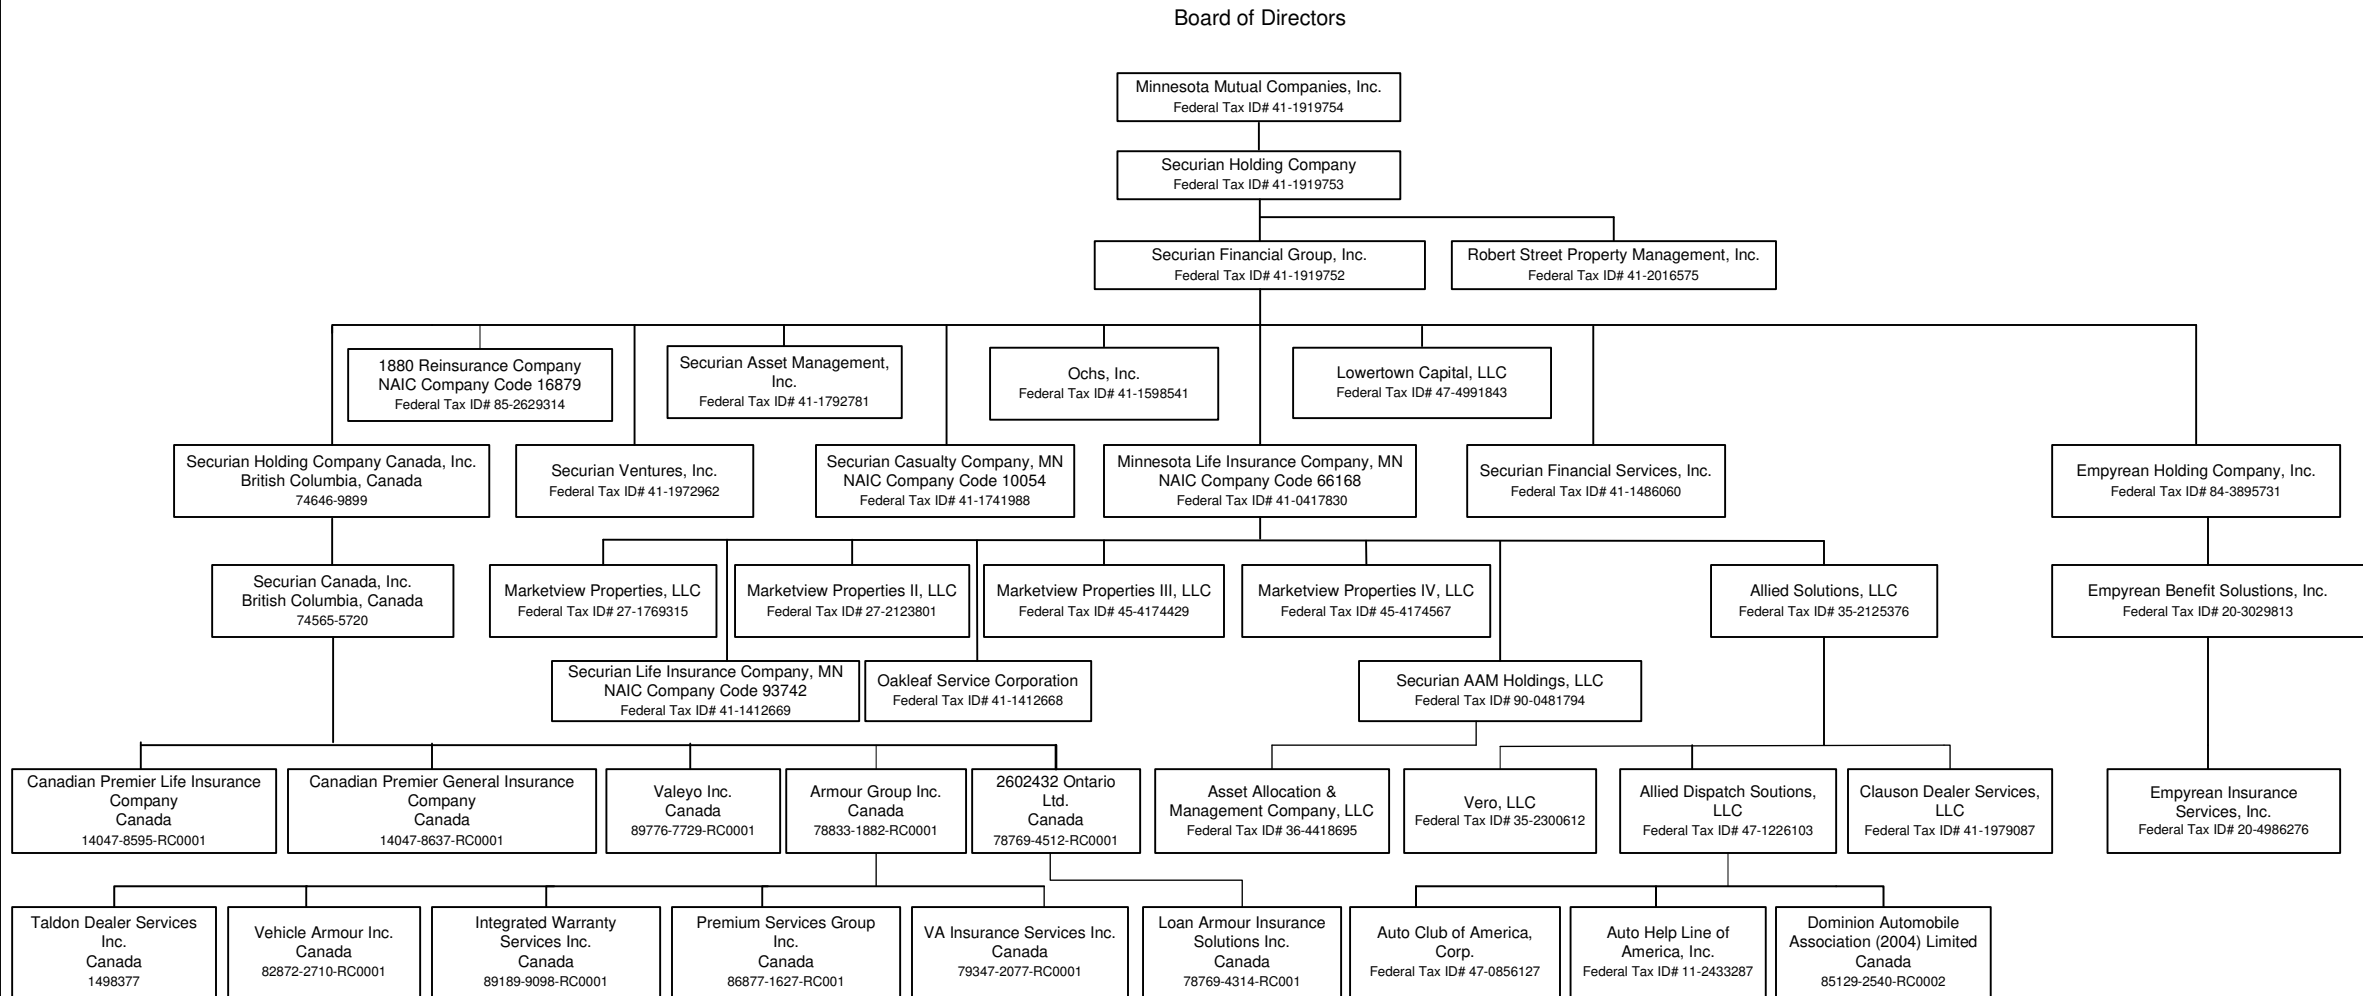 Board of Directors
Minnesota Mutual Companies, Inc.
Federal Tax ID# 41-1919754
Securian Holding Company
Federal Tax ID# 41-1919753
Securian Financial Group, Inc.
Federal Tax ID# 41-1919752
Robert Street Property Management, Inc.
Federal Tax ID# 41-2016575
1880 Reinsurance Company
NAIC Company Code 16879
Federal Tax ID# 85-2629314
Securian Asset Management,
Inc.
Federal Tax ID# 41-1792781
Ochs, Inc.
Federal Tax ID# 41-1598541
Lowertown Capital, LLC
Federal Tax ID# 47-4991843
Securian Holding Company Canada, Inc.
British Columbia, Canada
74646-9899
Securian Ventures, Inc.
Federal Tax ID# 41-1972962
Securian Casualty Company, MN
NAIC Company Code 10054
Federal Tax ID# 41-1741988
Minnesota Life Insurance Company, MN
NAIC Company Code 66168
Federal Tax ID# 41-0417830
Securian Financial Services, Inc.
Federal Tax ID# 41-1486060
Empyrean Holding Company, Inc.
Federal Tax ID# 84-3895731
Securian Canada, Inc.
British Columbia, Canada
74565-5720
Marketview Properties, LLC
Federal Tax ID# 27-1769315
Marketview Properties II, LLC
Federal Tax ID# 27-2123801
Marketview Properties III, LLC
Federal Tax ID# 45-4174429
Marketview Properties IV, LLC
Federal Tax ID# 45-4174567
Allied Solutions, LLC
Federal Tax ID# 35-2125376
Empyrean Benefit Solustions, Inc.
Federal Tax ID# 20-3029813
Securian Life Insurance Company, MN
NAIC Company Code 93742
Federal Tax ID# 41-1412669
Oakleaf Service Corporation
Federal Tax ID# 41-1412668
Securian AAM Holdings, LLC
Federal Tax ID# 90-0481794
Canadian Premier Life Insurance
Company
Canada
14047-8595-RC0001
Canadian Premier General Insurance
Company
Canada
14047-8637-RC0001
Valeyo Inc.
Canada
89776-7729-RC0001
Armour Group Inc.
Canada
78833-1882-RC0001
2602432 Ontario
Ltd.
Canada
78769-4512-RC0001
Asset Allocation &
Management Company, LLC
Federal Tax ID# 36-4418695
Vero, LLC
Federal Tax ID# 35-2300612
Allied Dispatch Soutions,
LLC
Federal Tax ID# 47-1226103
Clauson Dealer Services,
LLC
Federal Tax ID# 41-1979087
Empyrean Insurance
Services, Inc.
Federal Tax ID# 20-4986276
Taldon Dealer Services
Inc.
Canada
1498377
Vehicle Armour Inc.
Canada
82872-2710-RC0001
Integrated Warranty
Services Inc.
Canada
89189-9098-RC0001
Premium Services Group
Inc.
Canada
86877-1627-RC001
VA Insurance Services Inc.
Canada
79347-2077-RC0001
Loan Armour Insurance
Solutions Inc.
Canada
78769-4314-RC001
Auto Club of America,
Corp.
Federal Tax ID# 47-0856127
Auto Help Line of
America, Inc.
Federal Tax ID# 11-2433287
Dominion Automobile
Association (2004) Limited
Canada
85129-2540-RC0002